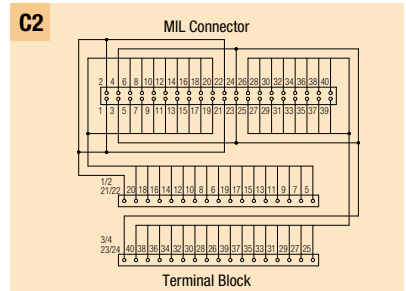 C2
MIL Connector
2 4 6 8 10 12 14 16 18 20 22 24 26 28 30 32 34 36 38 40
1 3 5 7 9 11 13 15 17 19 21 23 25 27 29 31 33 35 37 39
1/2
21/22 20 18 16 14 12 10 8 6 19 17 15 13 11 9 7 5
3/4
23/24 40 38 36 34 32 30 28 26 39 37 35 33 31 29 27 25
Terminal Block